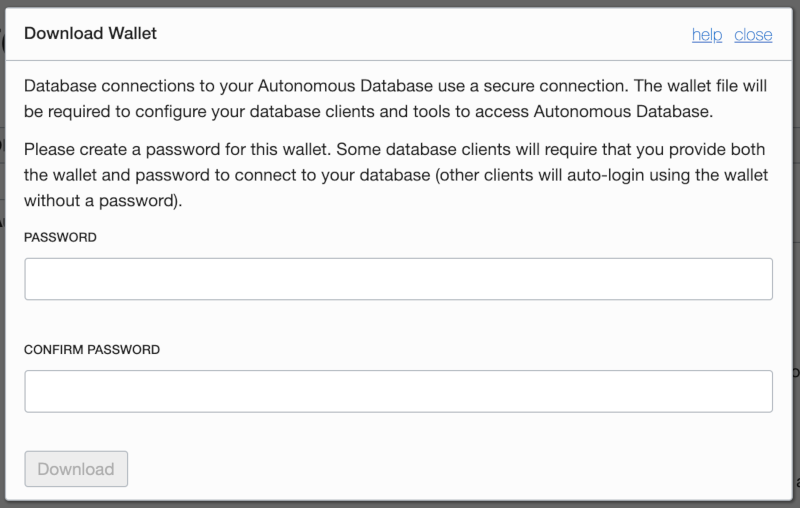 Download Wallet
help close
Database connections to your Autonomous Database use a secure connection. The wallet file will
be required to configure your database clients and tools to access Autonomous Database.
Please create a password for this wallet. Some database clients will require that you provide both
the wallet and password to connect to your database (other clients will auto-login using the wallet
without a password).
PASSWORD
CONFIRM PASSWORD
Download